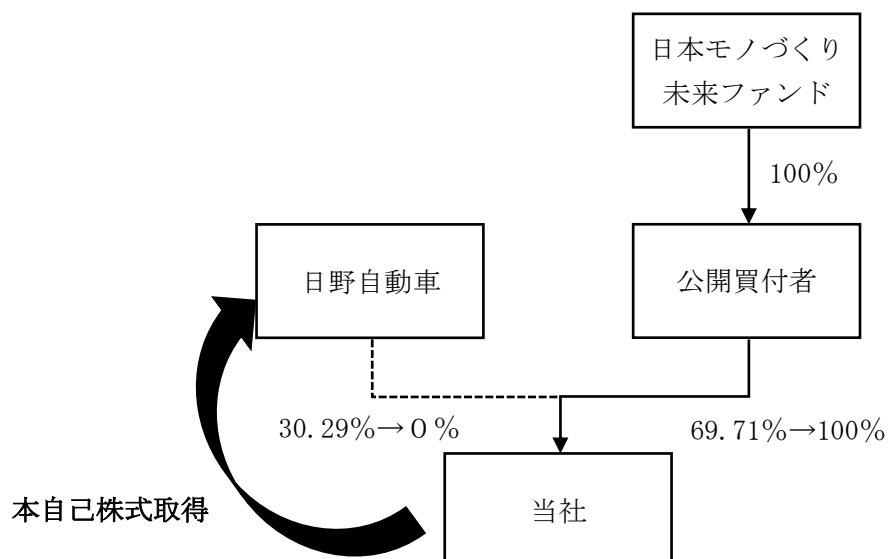 日本モノづくり
未来ファンド
100％
日野自動車
公開買付者
30.29％→０％
69.71％→100％
本自己株式取得
当社